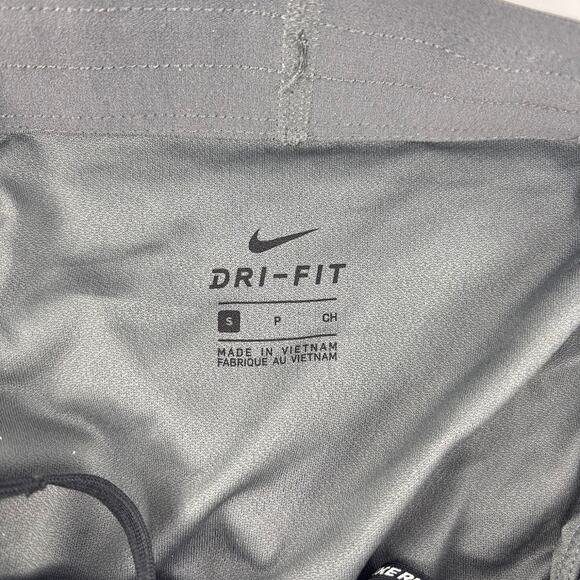 DRI-FIT
S P CH
MADE IN VIETNAM
FABRIQUE AU VIETNAM